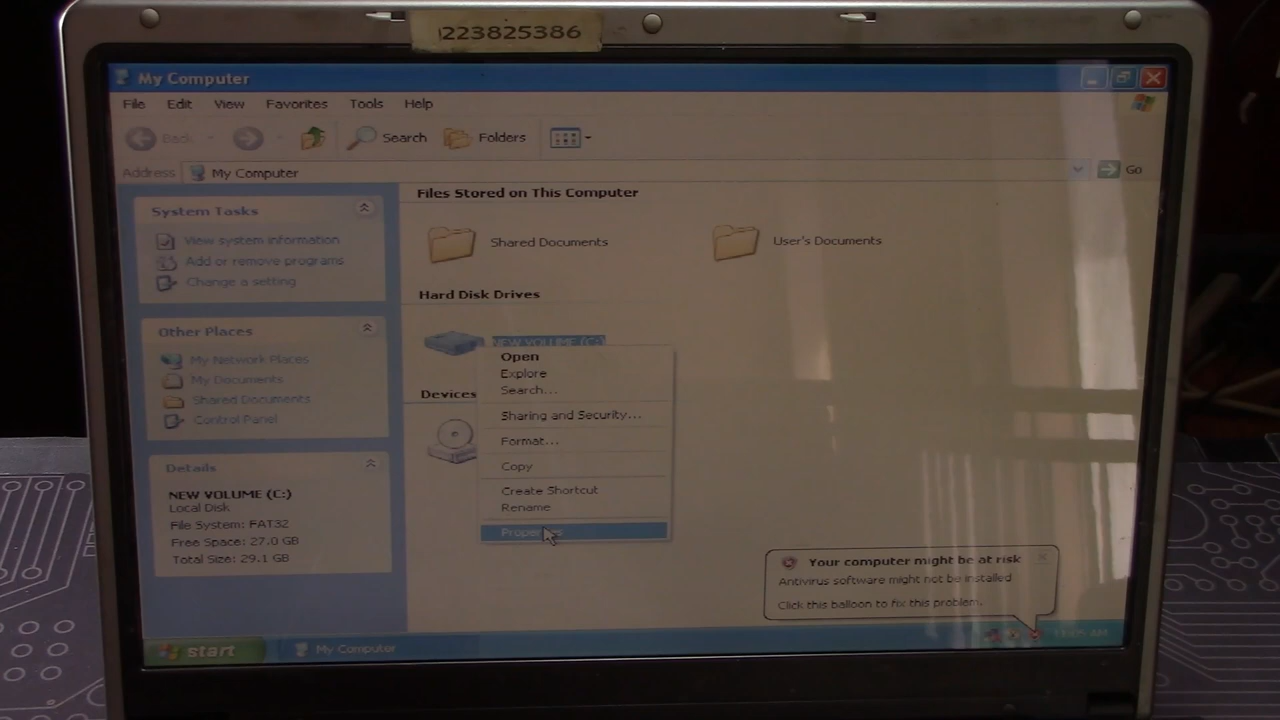 223825386
My Computer
File Edit View Favorites Tools Help
Back Search Folders
Address My Computer Go
System Tasks
View system information
Add or remove programs
Change a setting
Other Places
My Network Places
My Documents
Shared Documents
Control Panel
Details
NEW VOLUME (C:)
Local Disk
File System: FAT32
Free Space: 27.0 GB
Total Size: 29.1 GB
Files Stored on This Computer
Shared Documents User's Documents
Hard Disk Drives
NEW VOLUME (C:)
Devices
Open
Explore
Search...
Sharing and Security...
Format...
Copy
Create Shortcut
Rename
Properties
Your computer might be at risk
Antivirus software might not be installed
Click this balloon to fix this problem.
start My Computer